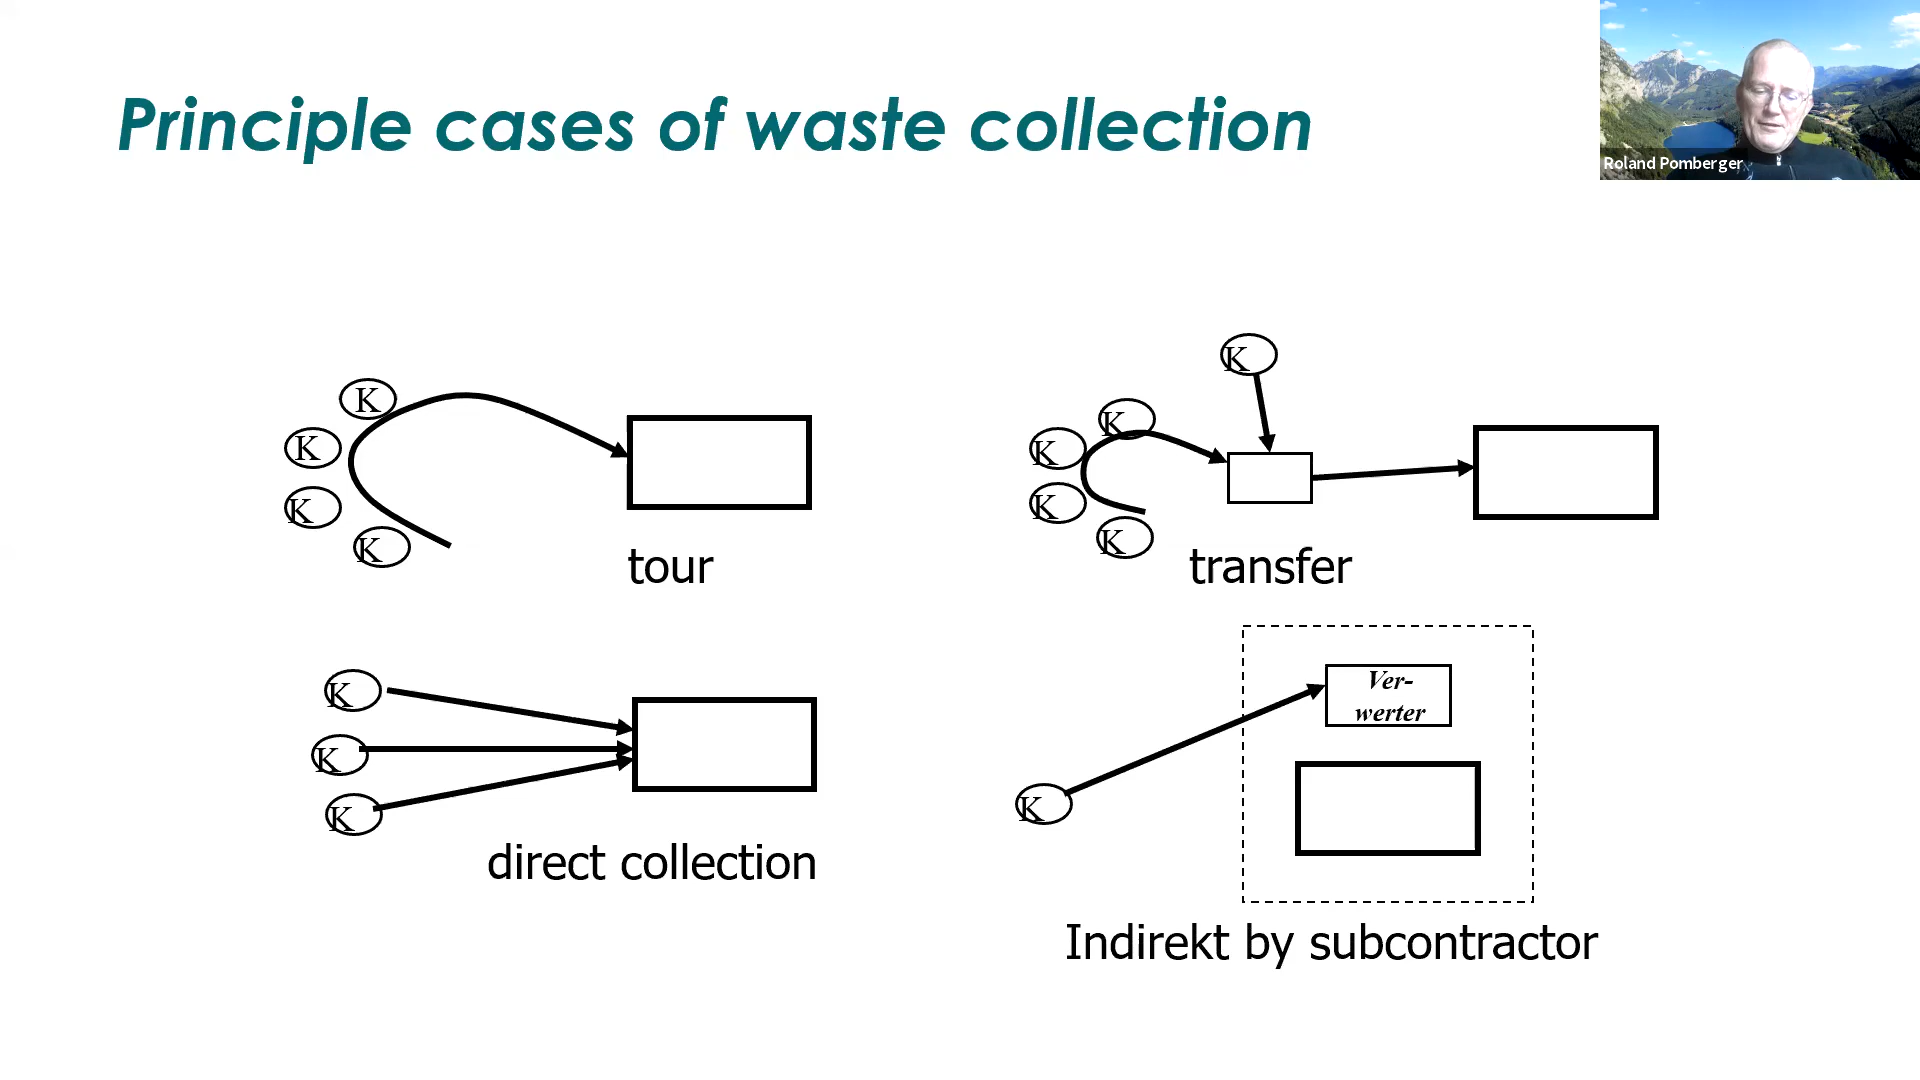 Principle cases of waste collection
Roland Pomberger
K
K
K
K
tour
K
K
K
K
K
transfer
K
K
K
direct collection
Ver-
werter
K
Indirekt by subcontractor